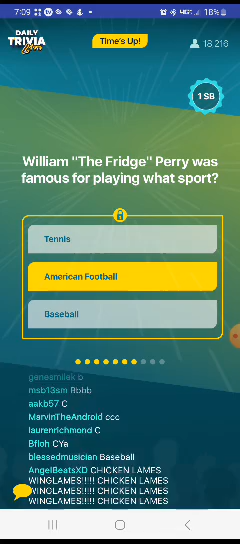 7:09
18%
DAILY
TRIVIA
Time's Up!
18,216
1 SB
William "The Fridge" Perry was
famous for playing what sport?
Tennis
American Football
Baseball
genesmilek b
msb13sm Bbbb
aakb57 C
MarvinTheAndroid ccc
laurenrichmond C
Bfloh CYa
blessedmusician Baseball
AngelBeatsXD CHICKEN LAMES
WINGLAMES!!!!! CHICKEN LAMES
WINGLAMES!!!!! CHICKEN LAMES
WINGLAMES!!!!! CHICKEN LAMES